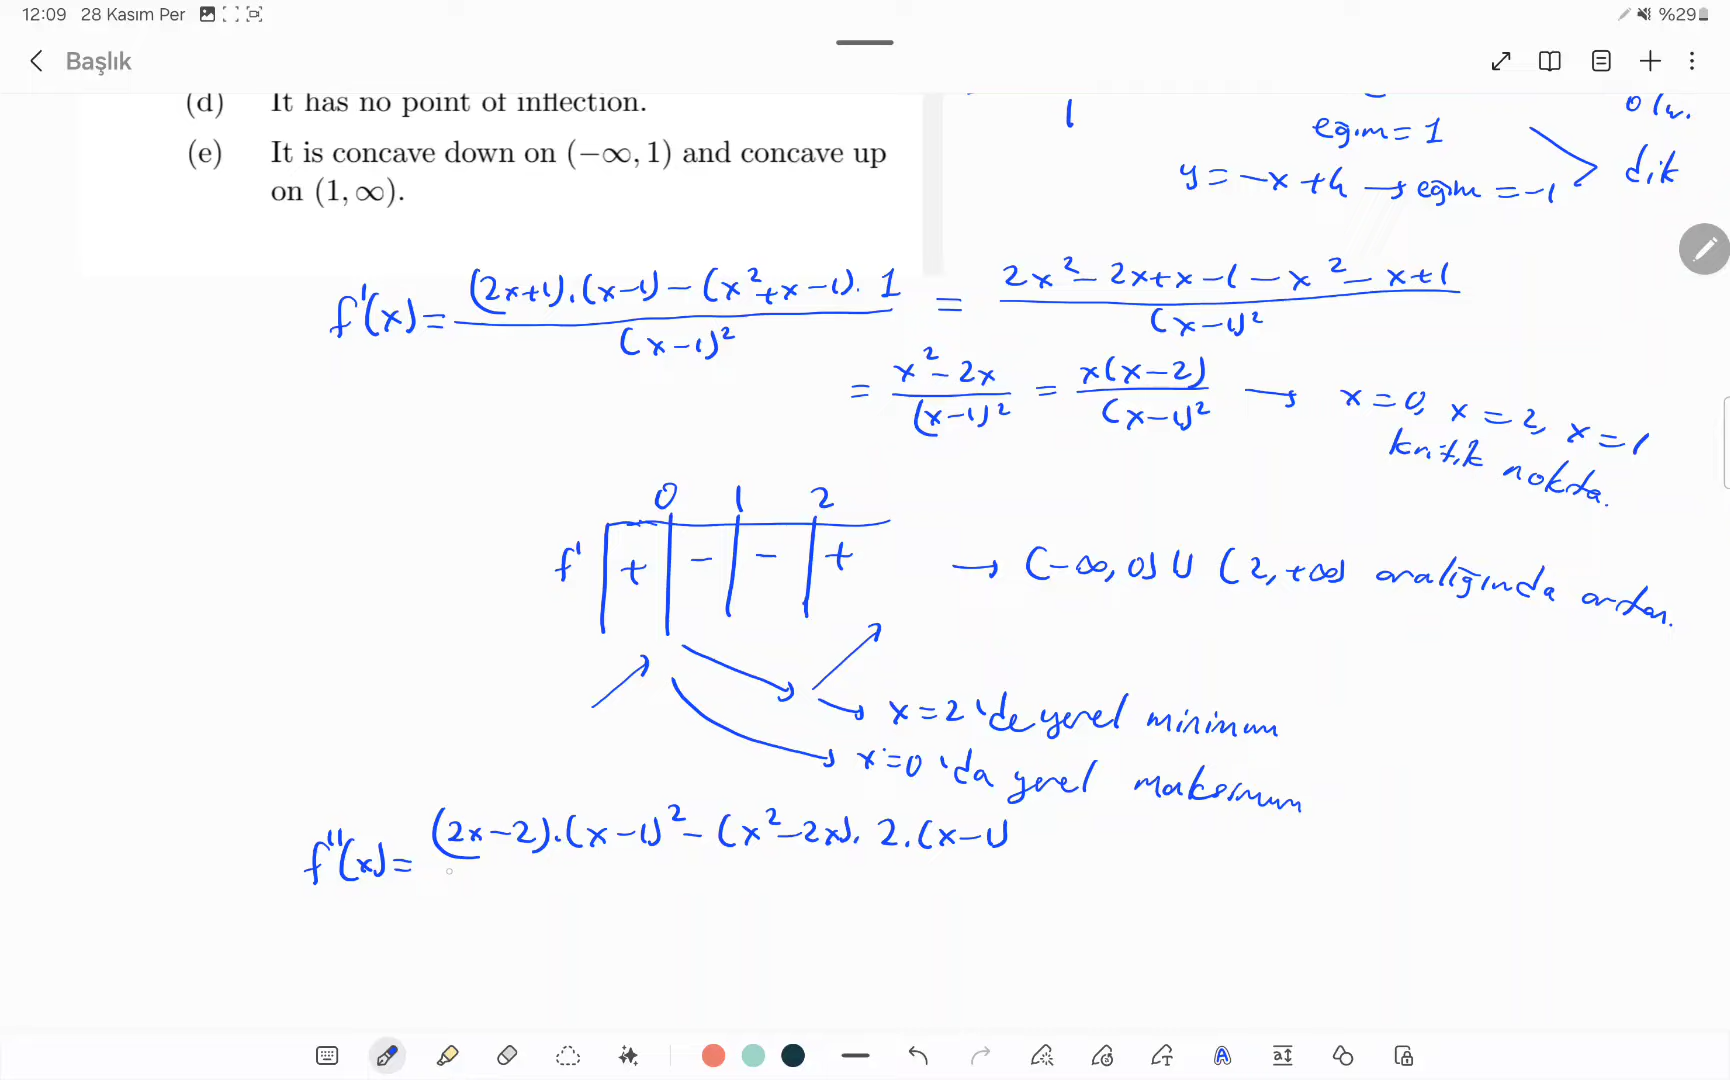 12:09 28 Kasım Per %29
Başlık
(d) It has no point of inflection.
(e) It is concave down on (−∞, 1) and concave up
on (1, ∞).
1
eğim = 1
y = -x+4 → eğim = -1
olur.
dik
f'(x) = (2x+1).(x-1) - (x²+x-1). 1 / (x-1)² = 2x²-2x+x-1-x²-x+1 / (x-1)²
= x²-2x / (x-1)² = x(x-2) / (x-1)² → x=0, x=2, x=1
kritik nokta.
0 1 2
f' + - - + → (-∞, 0) ∪ (2, +∞) aralığında artan.
x=2 'de yerel minimum
x=0 'da yerel maksimum
f''(x) = (2x-2).(x-1)² - (x²-2x). 2.(x-1)